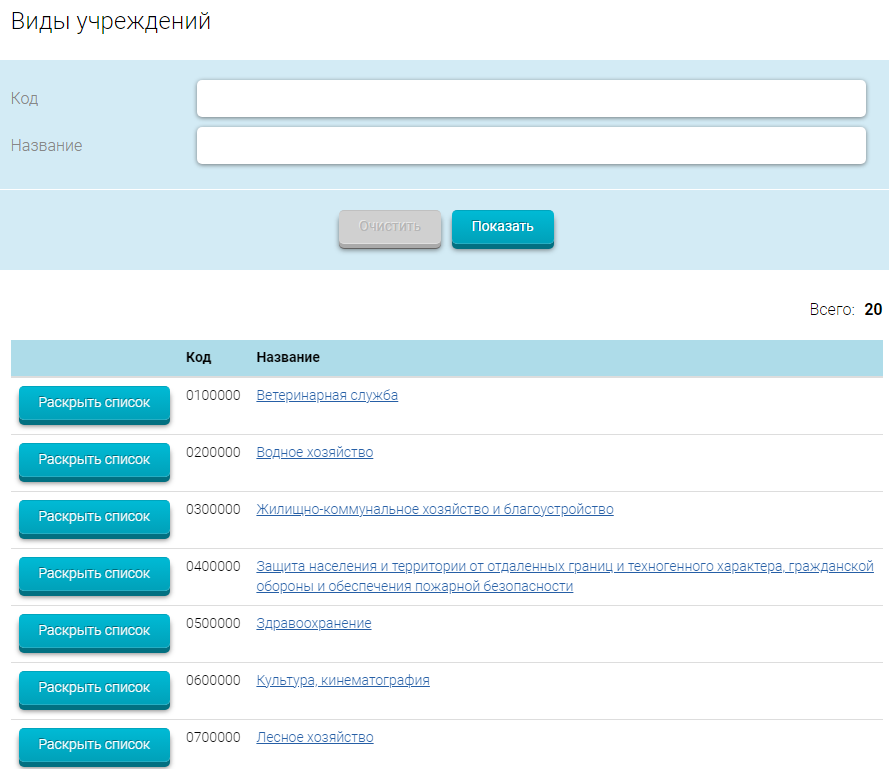 Виды учреждений
Код
Название
Очистить Показать
Всего: 20
Код Название
Раскрыть список 0100000 Ветеринарная служба
Раскрыть список 0200000 Водное хозяйство
Раскрыть список 0300000 Жилищно-коммунальное хозяйство и благоустройство
Раскрыть список 0400000 Защита населения и территории от отдаленных границ и техногенного характера, гражданской
обороны и обеспечения пожарной безопасности
Раскрыть список 0500000 Здравоохранение
Раскрыть список 0600000 Культура, кинематография
Раскрыть список 0700000 Лесное хозяйство